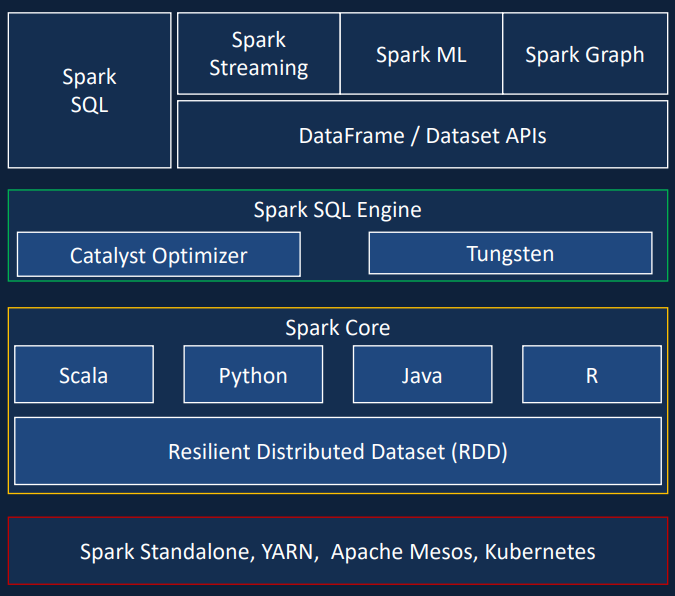 Spark
SQL
Spark
Streaming
Spark ML
Spark Graph
DataFrame / Dataset APIs
Spark SQL Engine
Catalyst Optimizer
Tungsten
Spark Core
Scala
Python
Java
R
Resilient Distributed Dataset (RDD)
Spark Standalone, YARN, Apache Mesos, Kubernetes